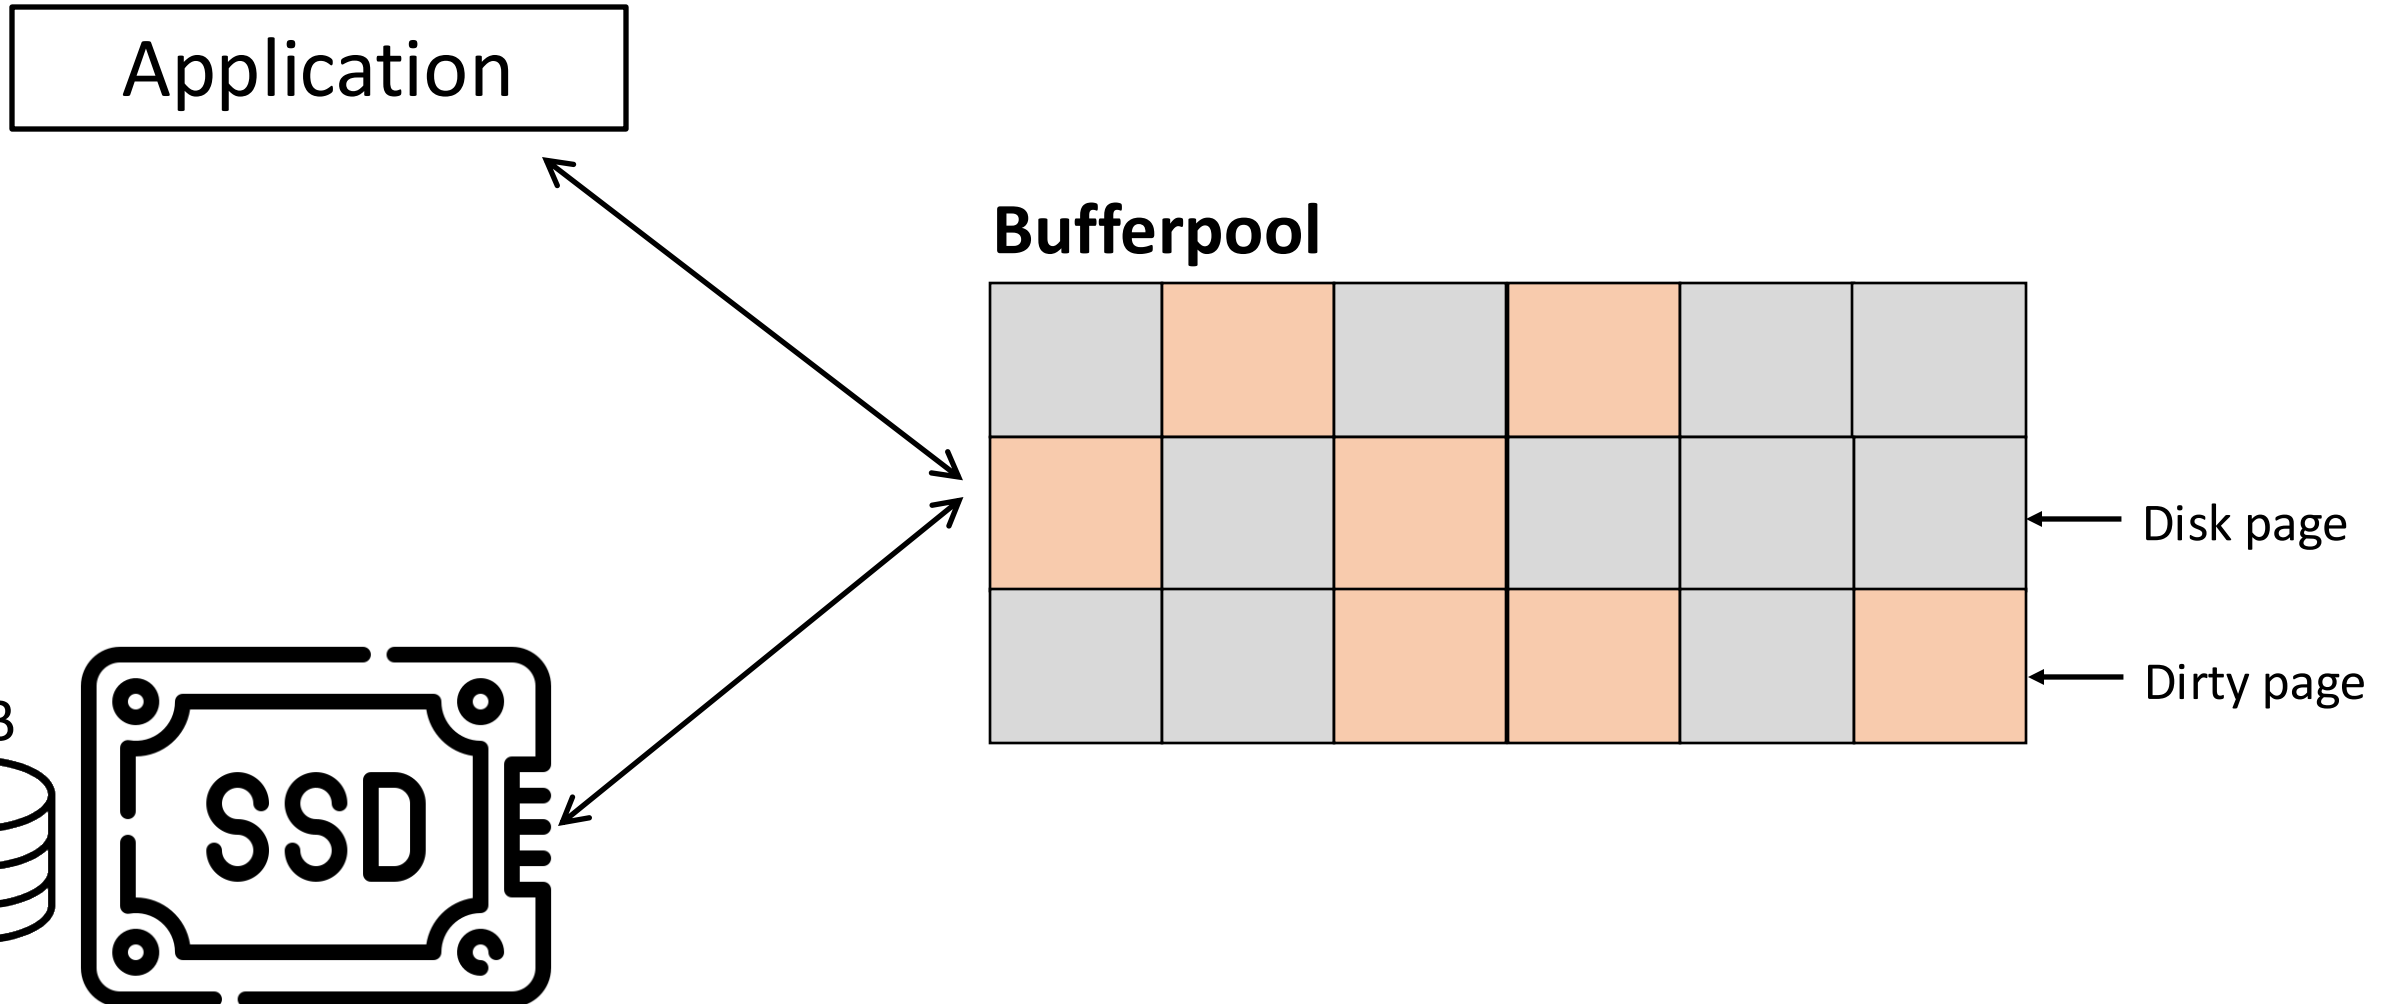 Application
Bufferpool
Disk page
Dirty page
B
SSD